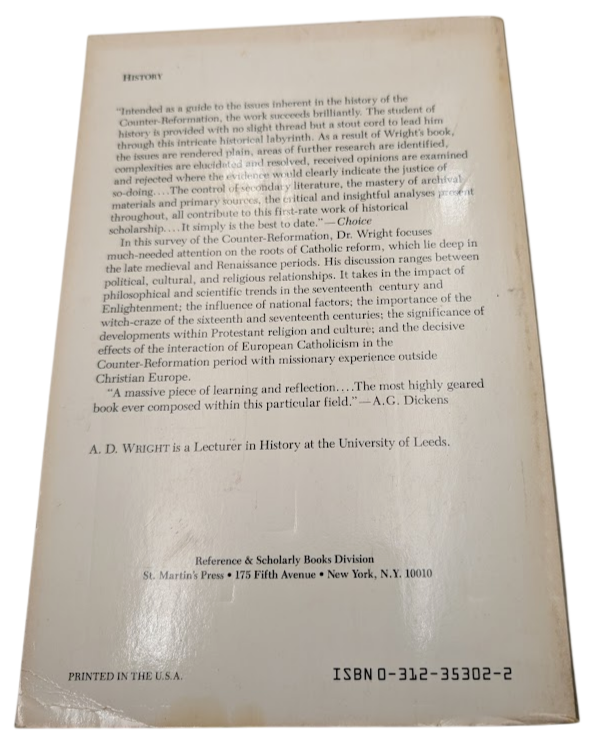 HISTORY
"Intended as a guide to the issues inherent in the history of the
Counter-Reformation, the work succeeds brilliantly. The student of
history is provided with no slight thread but a stout cord to lead him
through this intricate historical labyrinth. As a result of Wright's book,
the issues are rendered plain, areas of further research are identified,
complexities are elucidated and resolved, received opinions are examined
and rejected where the evidence would clearly indicate the justice of
so-doing....The control of secondary literature, the mastery of archival
materials and primary sources, the critical and insightful analyses present
throughout, all contribute to this first-rate work of historical
scholarship....It simply is the best to date."—Choice
In this survey of the Counter-Reformation, Dr. Wright focuses
much-needed attention on the roots of Catholic reform, which lie deep in
the late medieval and Renaissance periods. His discussion ranges between
political, cultural, and religious relationships. It takes in the impact of
philosophical and scientific trends in the seventeenth century and
Enlightenment; the influence of national factors; the importance of the
witch-craze of the sixteenth and seventeenth centuries; the significance of
developments within Protestant religion and culture; and the decisive
effects of the interaction of European Catholicism in the
Counter-Reformation period with missionary experience outside
Christian Europe.
"A massive piece of learning and reflection....The most highly geared
book ever composed within this particular field."—A.G. Dickens
A. D. WRIGHT is a Lecturer in History at the University of Leeds.
Reference & Scholarly Books Division
St. Martin's Press • 175 Fifth Avenue • New York, N.Y. 10010
PRINTED IN THE U.S.A.
ISBN 0-312-35302-2